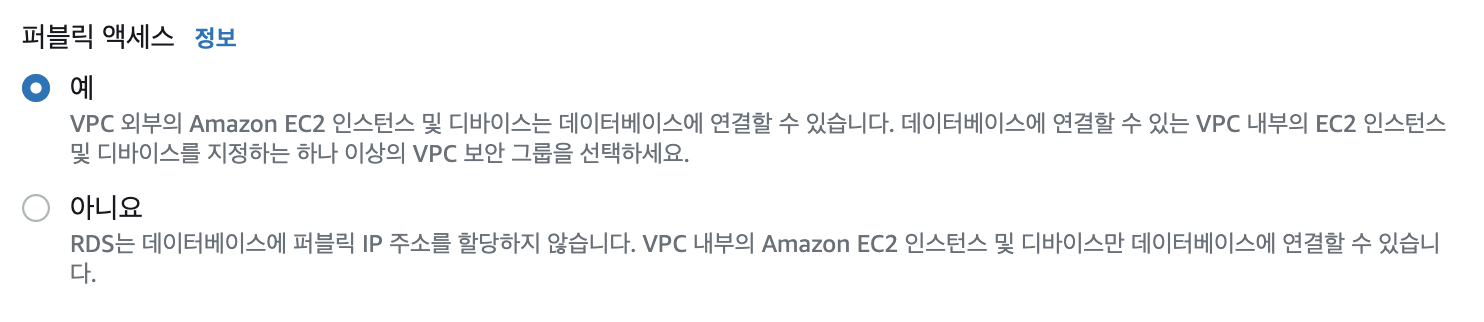 퍼블릭 액세스 정보
예
VPC 외부의 Amazon EC2 인스턴스 및 디바이스는 데이터베이스에 연결할 수 있습니다. 데이터베이스에 연결할 수 있는 VPC 내부의 EC2 인스턴스
및 디바이스를 지정하는 하나 이상의 VPC 보안 그룹을 선택하세요.
아니요
RDS는 데이터베이스에 퍼블릭 IP 주소를 할당하지 않습니다. VPC 내부의 Amazon EC2 인스턴스 및 디바이스만 데이터베이스에 연결할 수 있습니
다.